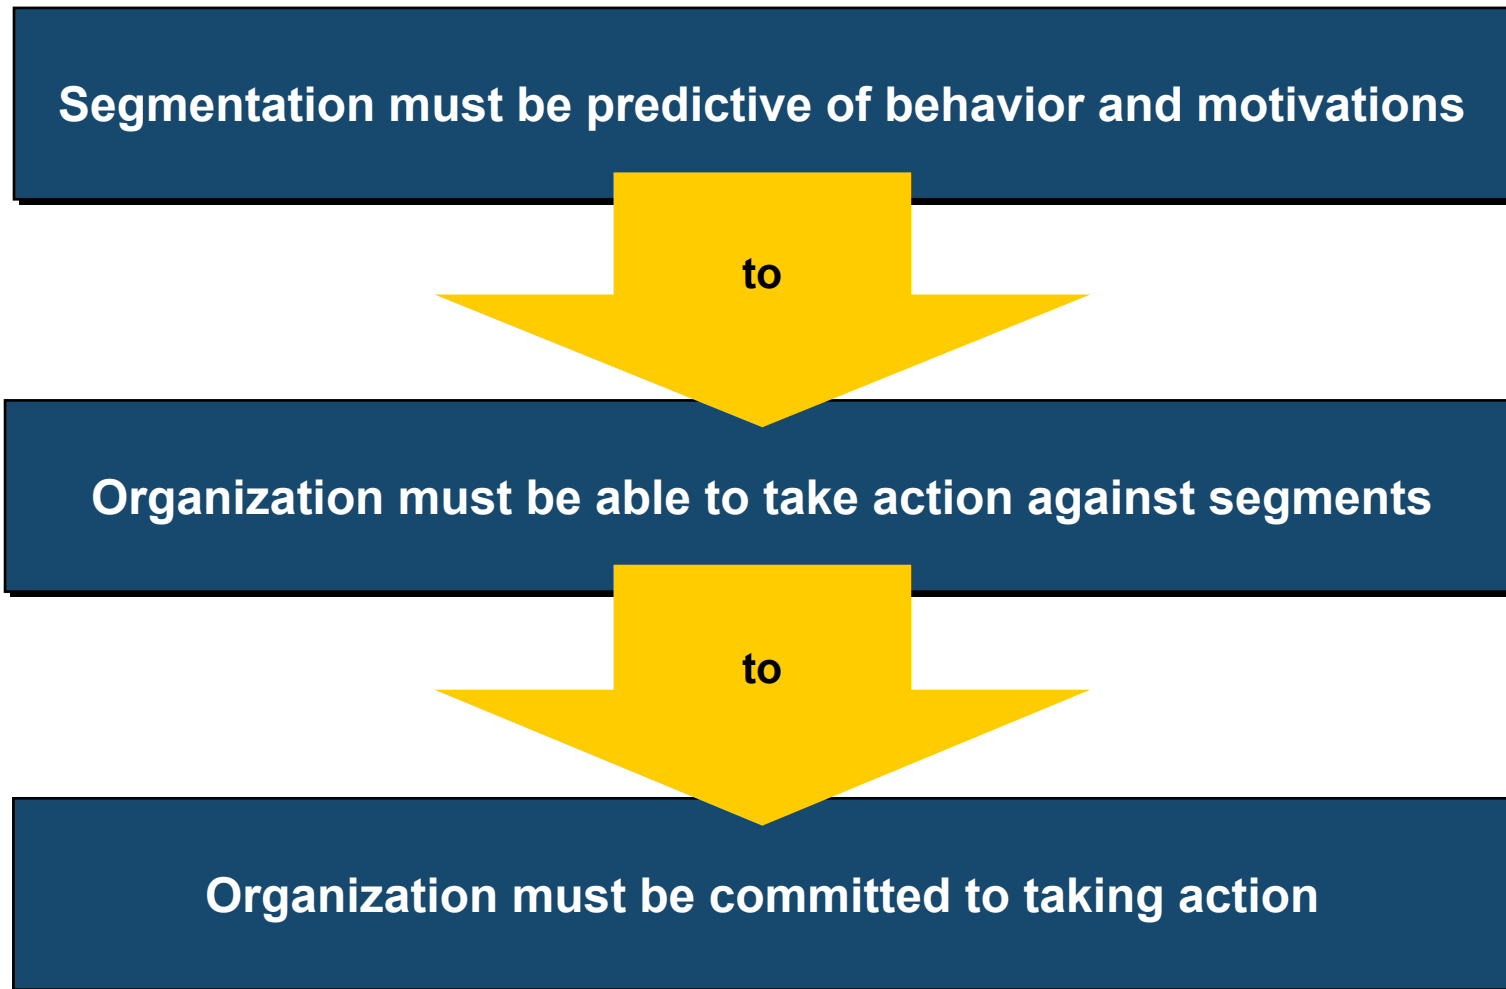 Segmentation must be predictive of behavior and motivations
to
Organization must be able to take action against segments
to
Organization must be committed to taking action